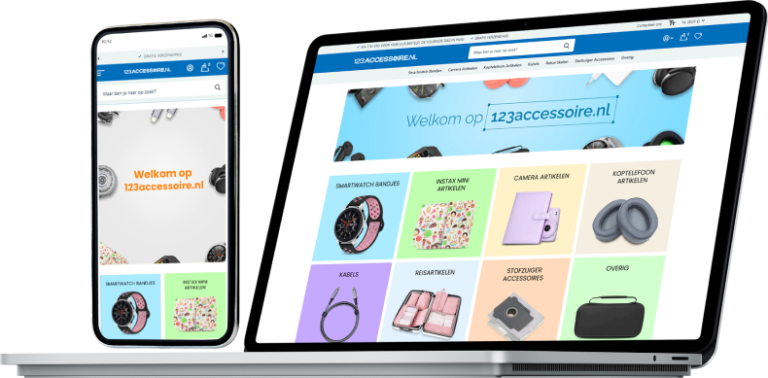 GRATIS VERZENDING
123ACCESSOIRE.NL
Waar ben je naar op zoek?
Welkom op
123accessoire.nl
SMARTWATCH BANDJES
INSTAX MINI
ARTIKELEN
123ACCESSOIRE.NL
Waar ben je naar op zoek?
Smartwatch Bandjes Camera Artikelen Koptelefoon Artikelen Kabels Reisartikelen Stofzuiger Accessoires Overig
Welkom op 123accessoire.nl
SMARTWATCH BANDJES
INSTAX MINI
ARTIKELEN
CAMERA ARTIKELEN
KOPTELEFOON
ARTIKELEN
KABELS
REISARTIKELEN
STOFZUIGER
ACCESSOIRES
OVERIG